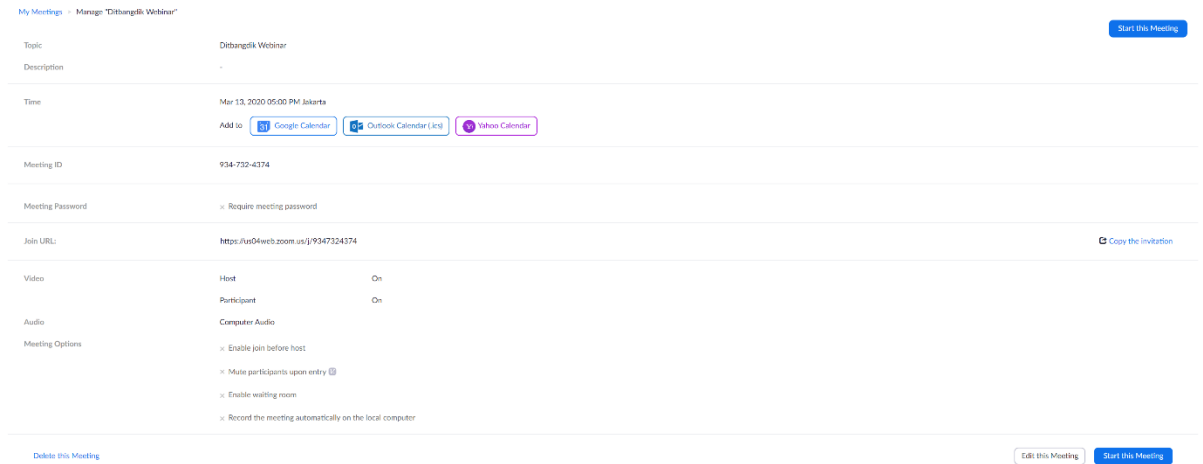 My Meetings > Manage "Ditbangdik Webinar"
Start this Meeting
Topic Ditbangdik Webinar
Description -
Time Mar 13, 2020 05:00 PM Jakarta
Add to 31 Google Calendar Outlook Calendar (.ics) Yahoo Calendar
Meeting ID 934-732-4374
Meeting Password × Require meeting password
Join URL: https://us04web.zoom.us/j/9347324374 Copy the invitation
Video Host On
Participant On
Audio Computer Audio
Meeting Options × Enable join before host
× Mute participants upon entry
× Enable waiting room
× Record the meeting automatically on the local computer
Delete this Meeting Edit this Meeting Start this Meeting